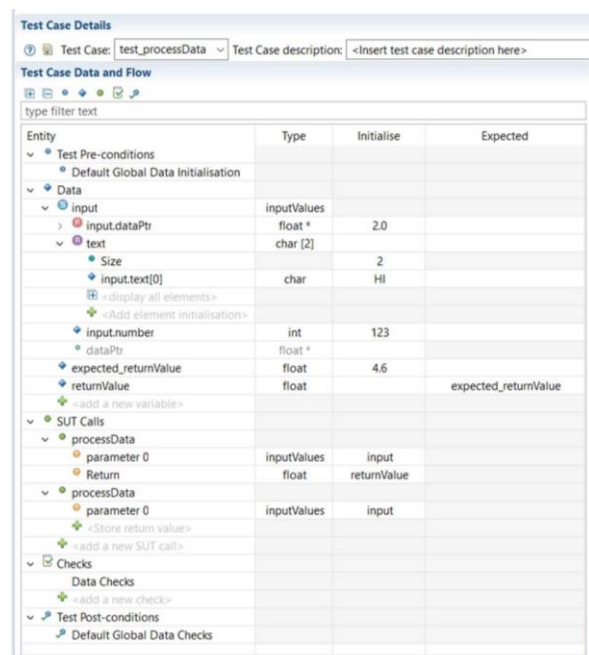 Test Case Details
Test Case: test_processData Test Case description: <Insert test case description here>
Test Case Data and Flow
type filter text
Entity Type Initialise Expected
Test Pre-conditions
Default Global Data Initialisation
Data
input inputValues
input.dataPtr float * 2.0
text char [2]
Size 2
input.text[0] char HI
<display all elements>
<Add element initialisation>
input.number int 123
dataPtr float *
expected_returnValue float 4.6
returnValue float expected_returnValue
<add a new variable>
SUT Calls
processData
parameter 0 inputValues input
Return float returnValue
processData
parameter 0 inputValues input
<Store return value>
<add a new SUT call>
Checks
Data Checks
<add a new check>
Test Post-conditions
Default Global Data Checks